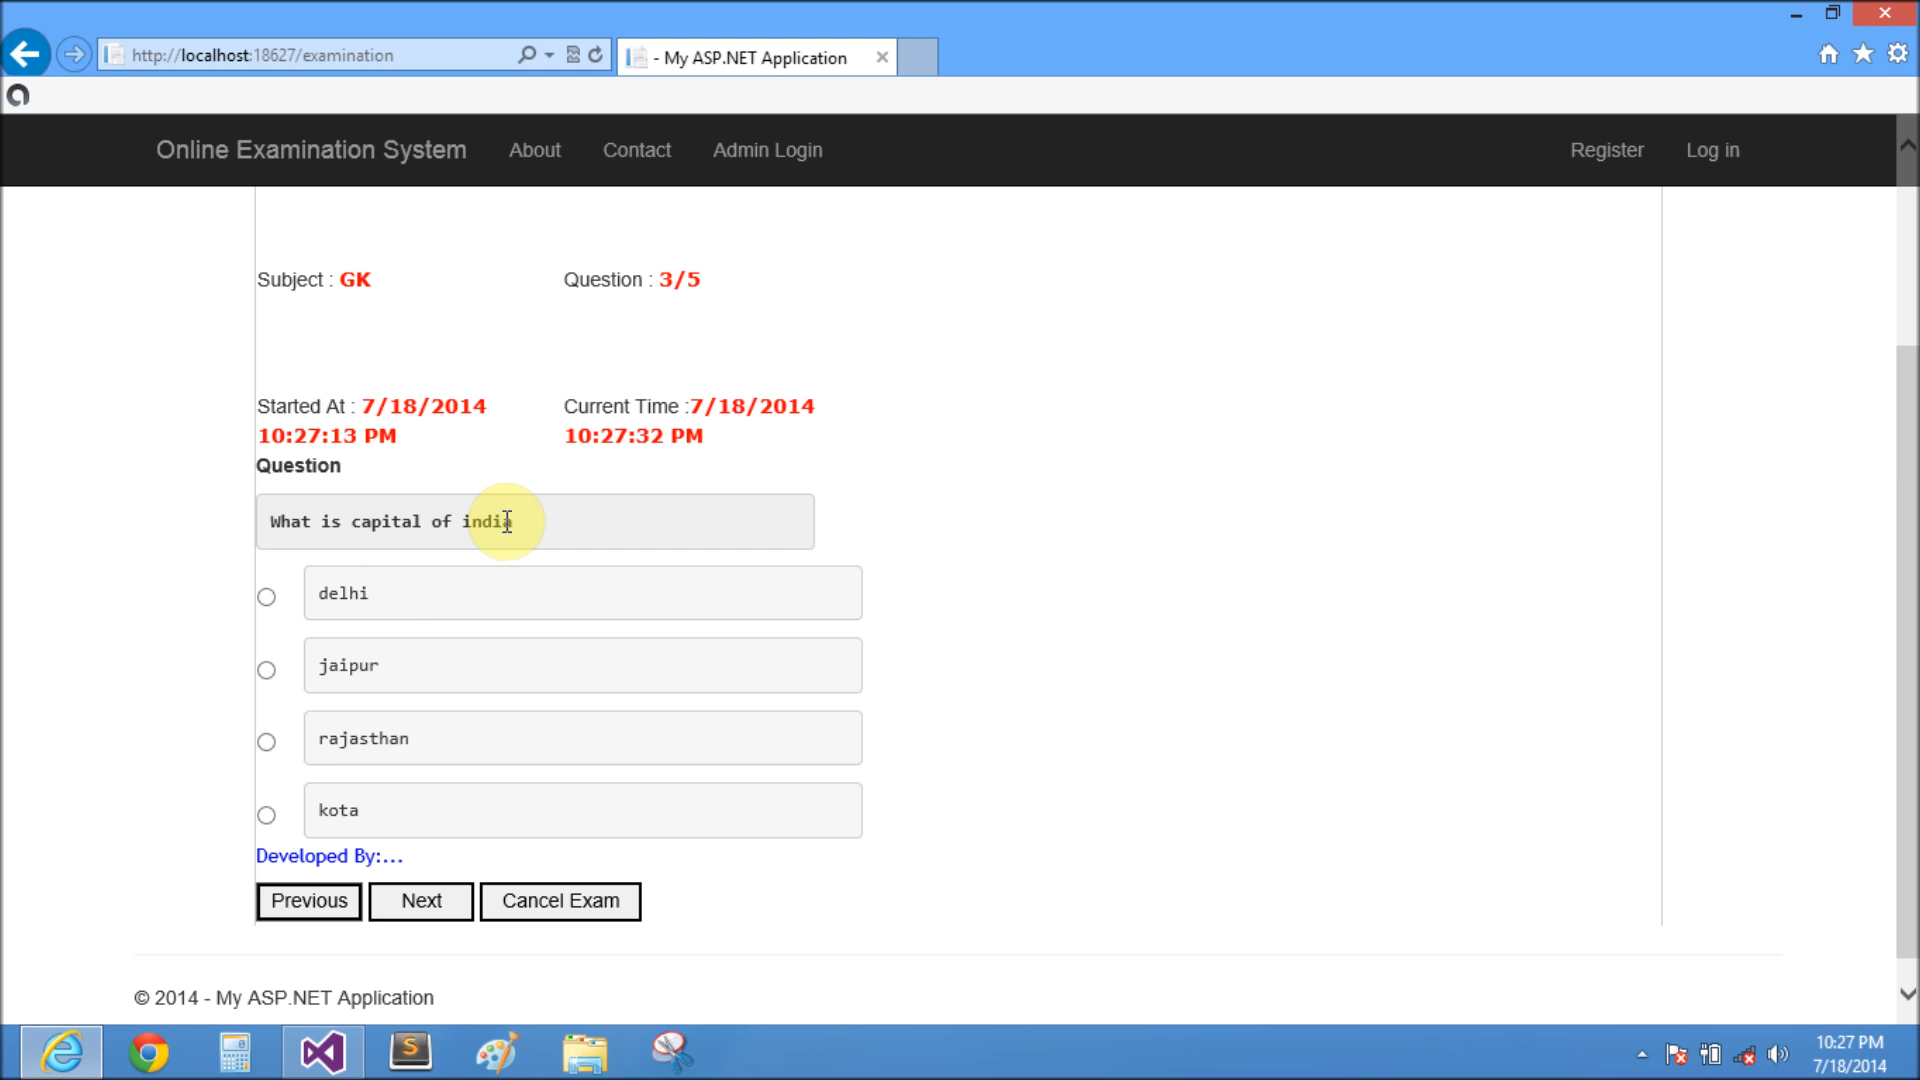 http://localhost:18627/examination
- My ASP.NET Application
Online Examination System About Contact Admin Login Register Log in
Subject : GK Question : 3/5
Started At : 7/18/2014 Current Time :7/18/2014
10:27:13 PM 10:27:32 PM
Question
What is capital of india
delhi
jaipur
rajasthan
kota
Developed By:...
Previous Next Cancel Exam
© 2014 - My ASP.NET Application
10:27 PM
7/18/2014